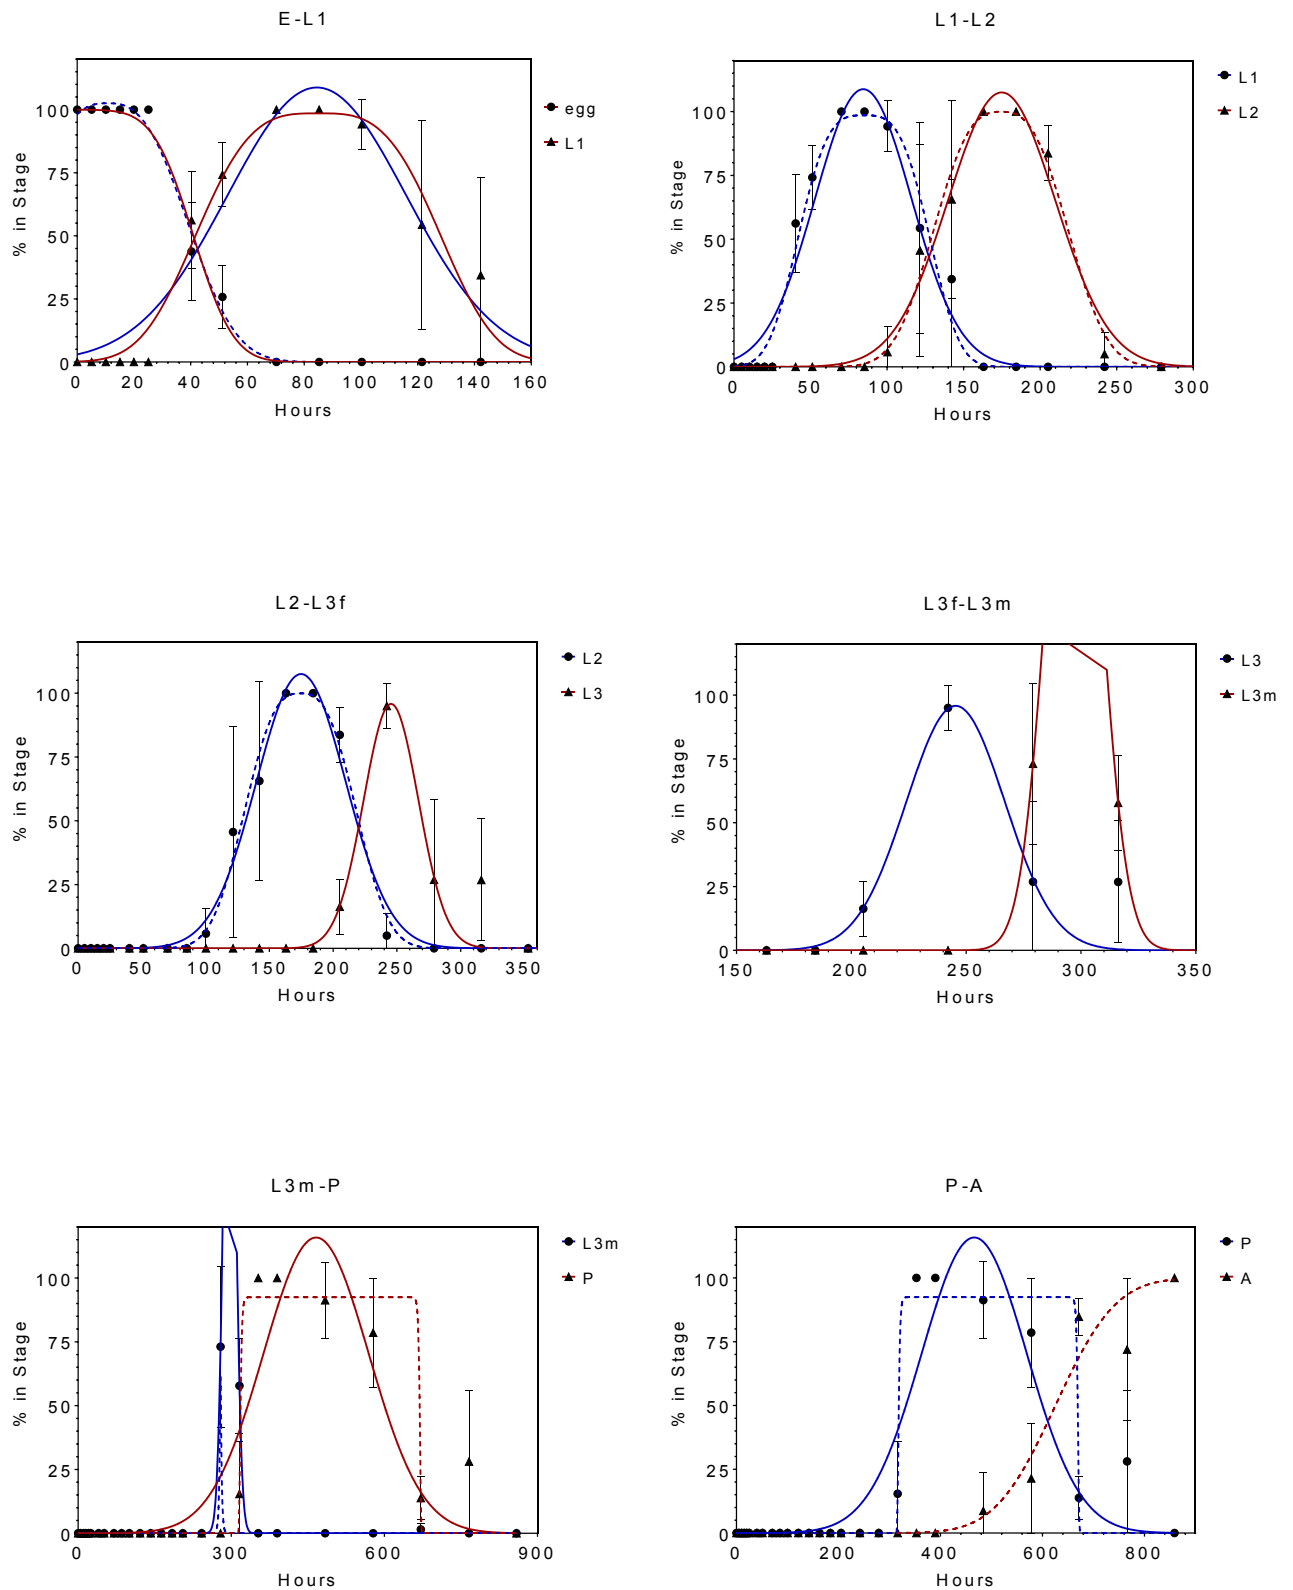 E-L1
% in Stage
100
75
50
25
0
0 20 40 60 80 100 120 140 160
Hours
egg
L1
L1-L2
% in Stage
100
75
50
25
0
0 50 100 150 200 250 300
Hours
L1
L2
L2-L3f
% in Stage
100
75
50
25
0
0 50 100 150 200 250 300 350
Hours
L2
L3
L3f-L3m
% in Stage
100
75
50
25
0
150 200 250 300 350
Hours
L3
L3m
L3m-P
% in Stage
100
75
50
25
0
0 300 600 900
Hours
L3m
P
P-A
% in Stage
100
75
50
25
0
0 200 400 600 800
Hours
P
A